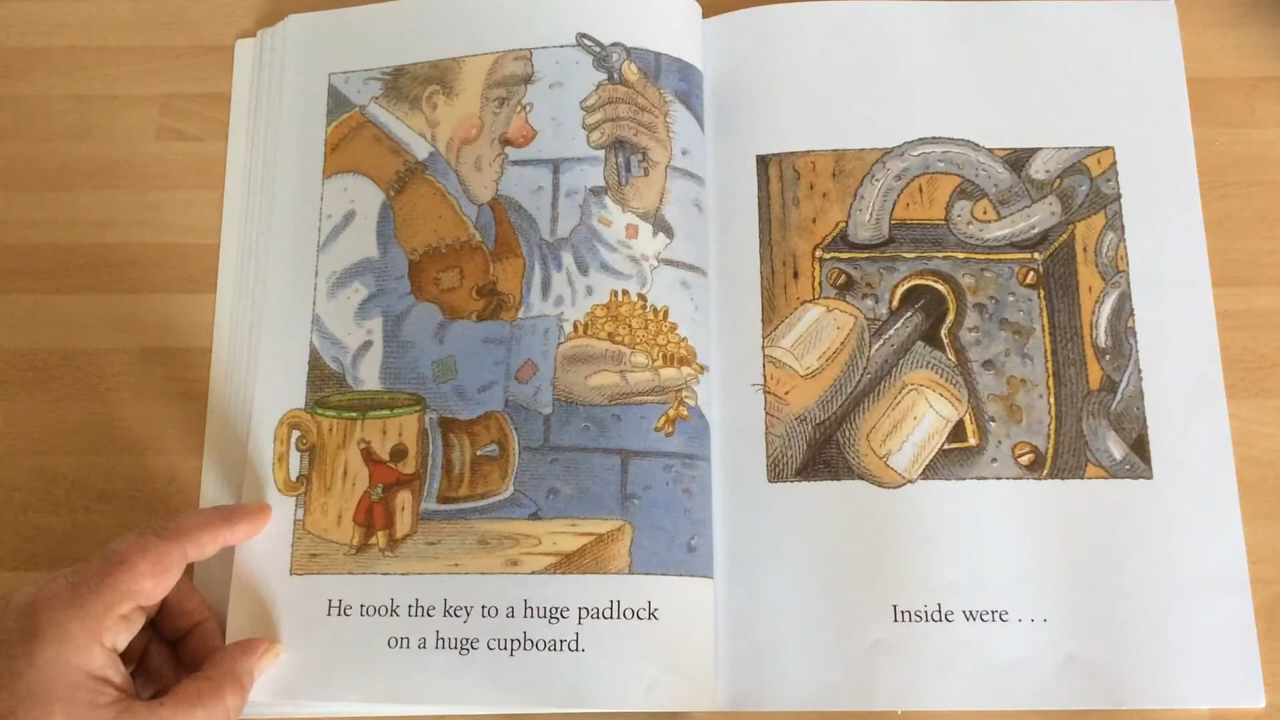 He took the key to a huge padlock
on a huge cupboard.
Inside were . . .